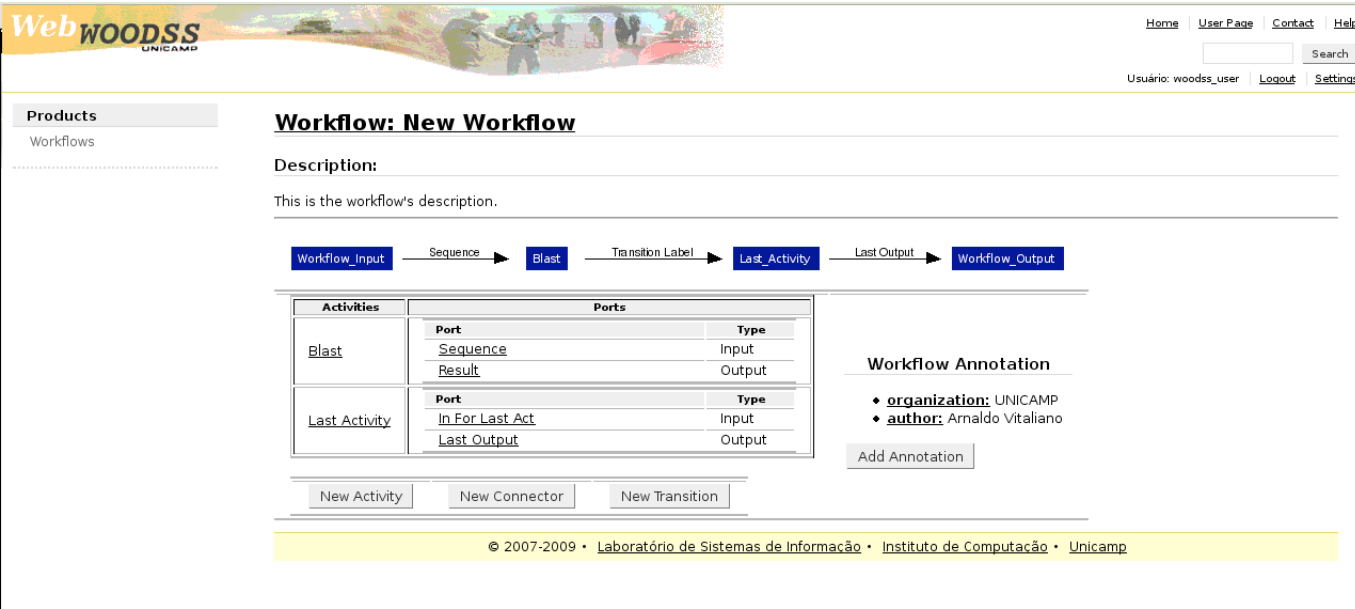 Web WOODSS
UNICAMP
Home User Page Contact Help
Search
Usuário: woodss_user Logout Settings
Products
Workflows
Workflow: New Workflow
Description:
This is the workflow's description.
Workflow_Input Sequence Blast Transition Label Last_Activity Last Output Workflow_Output
Activities Ports
Port Type
Blast
Sequence Input
Result Output
Port Type
Last Activity
In For Last Act Input
Last Output Output
Workflow Annotation
organization: UNICAMP
author: Arnaldo Vitaliano
Add Annotation
New Activity New Connector New Transition
© 2007-2009 • Laboratório de Sistemas de Informação • Instituto de Computação • Unicamp